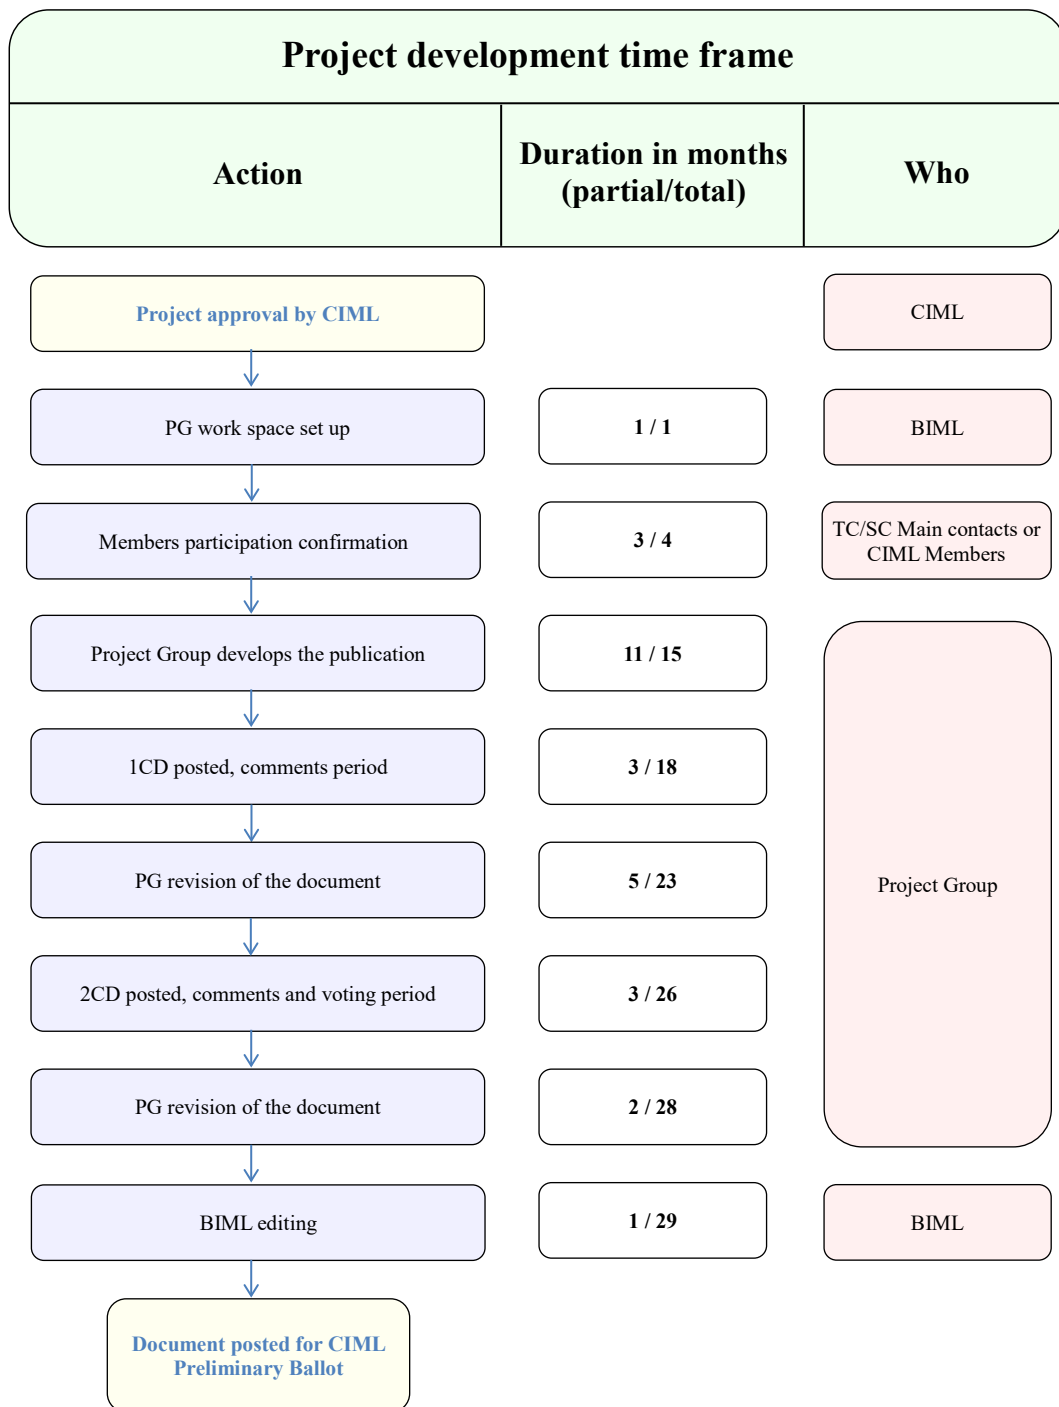 Project development time frame
Action
Duration in months
(partial/total)
Who
Project approval by CIML
CIML
PG work space set up
1 / 1
BIML
Members participation confirmation
3 / 4
TC/SC Main contacts or
CIML Members
Project Group develops the publication
11 / 15
1CD posted, comments period
3 / 18
PG revision of the document
5 / 23
Project Group
2CD posted, comments and voting period
3 / 26
PG revision of the document
2 / 28
BIML editing
1 / 29
BIML
Document posted for CIML
Preliminary Ballot